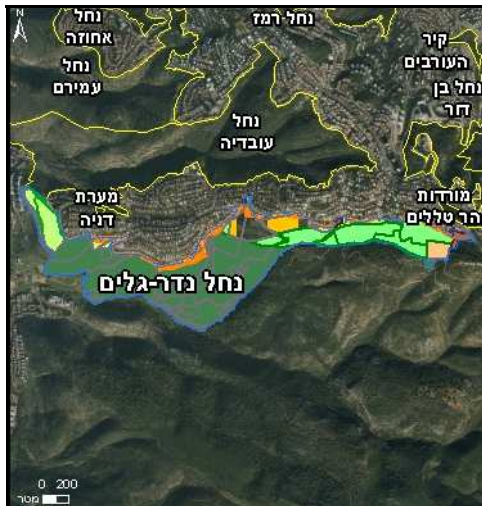 נחל
אחוזה
נחל רמז
קיר
העורבים
נחל
עמירם
נחל בן
דור
נחל
עובדיה
מערת
דניה
מורדות
הר טללים
נחל נדר-גלים
0 200
מטר
N